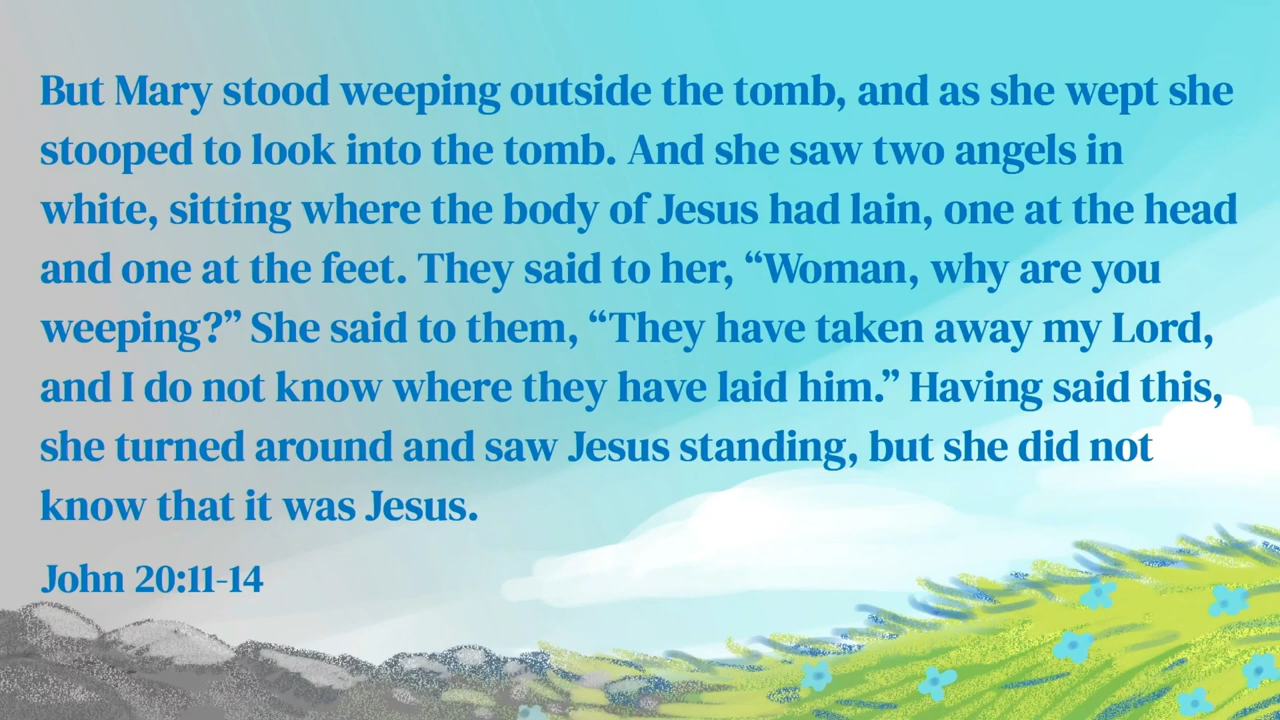 But Mary stood weeping outside the tomb, and as she wept she
stooped to look into the tomb. And she saw two angels in
white, sitting where the body of Jesus had lain, one at the head
and one at the feet. They said to her, “Woman, why are you
weeping?” She said to them, “They have taken away my Lord,
and I do not know where they have laid him.” Having said this,
she turned around and saw Jesus standing, but she did not
know that it was Jesus.
John 20:11-14